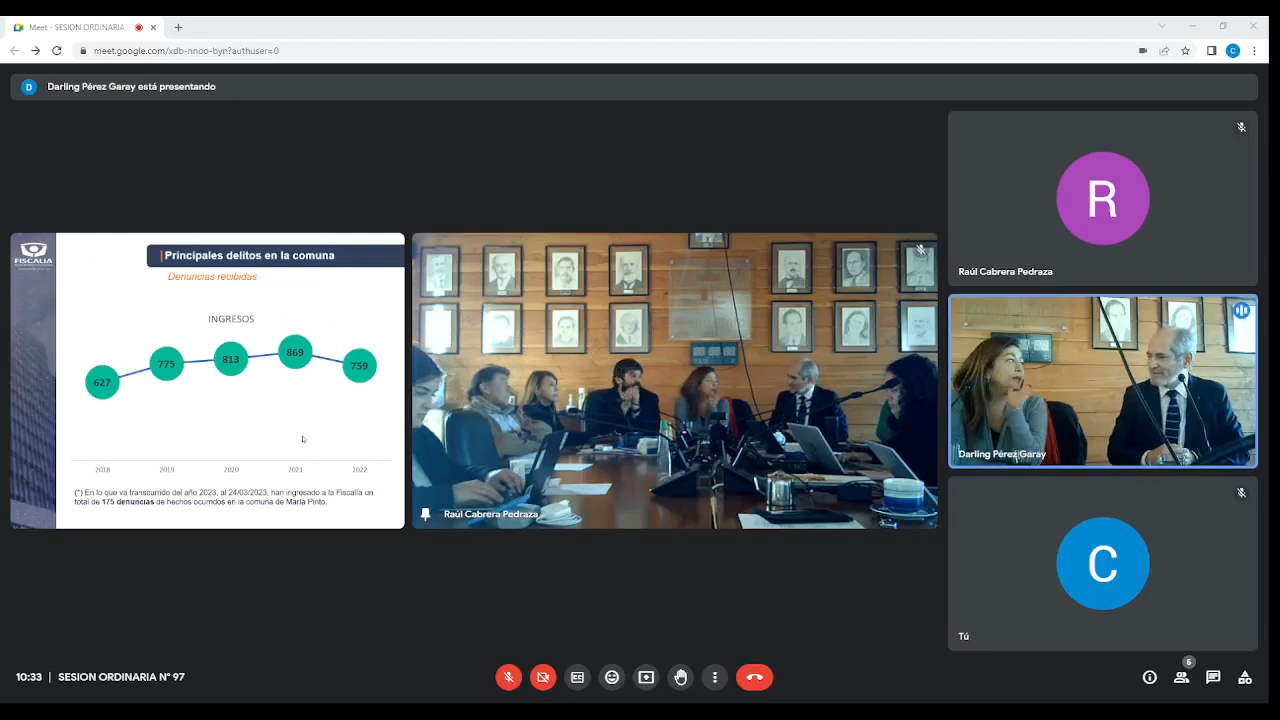 Meet - SESION ORDINARIA
meet.google.com/xdb-nnoo-byn?authuser=0
C
D
Darling Pérez Garay está presentando
R
Raúl Cabrera Pedraza
FISCALIA
Principales delitos en la comuna
Denuncias recibidas
INGRESOS
627
775
813
869
759
2018
2019
2020
2021
2022
(*) En lo que va transcurrido del año 2023, al 24/03/2023, han ingresado a la Fiscalía un
total de 175 denuncias de hechos ocurridos en la comuna de María Pinto.
Raúl Cabrera Pedraza
Darling Pérez Garay
C
Tú
10:33 | SESION ORDINARIA N° 97
6